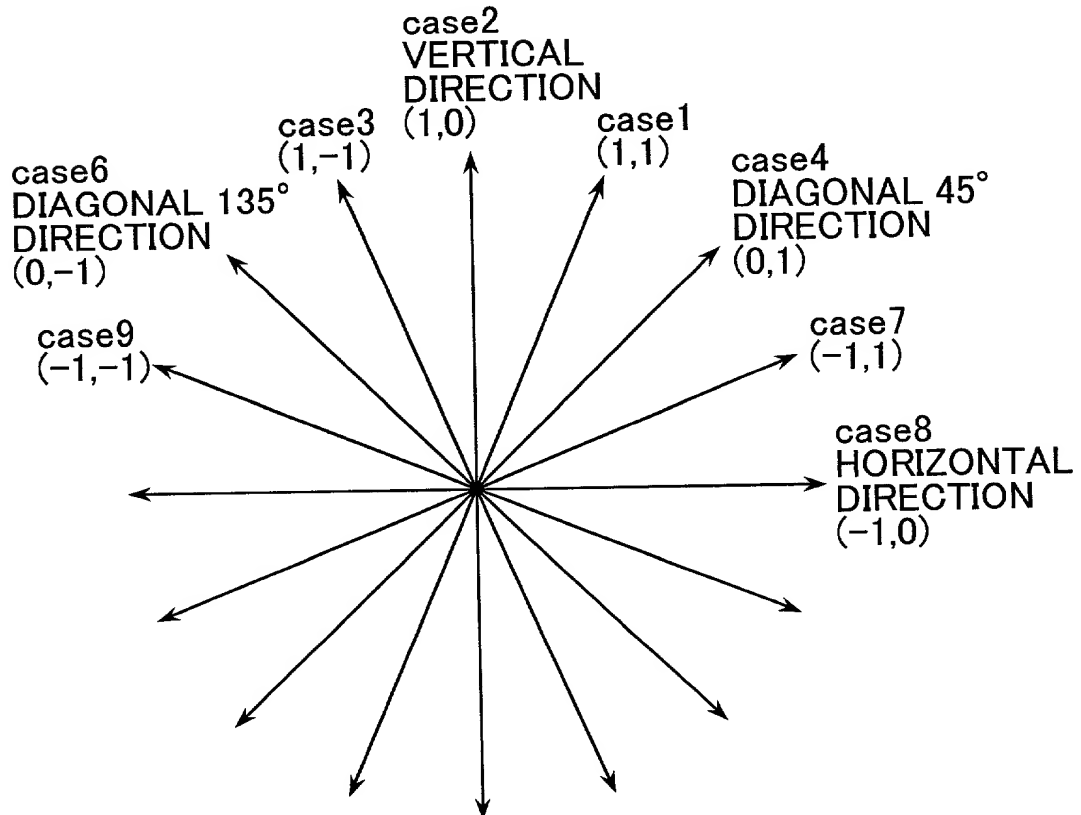 case2
VERTICAL
DIRECTION
(1,0)
case3
(1,−1)
case1
(1,1)
case6
DIAGONAL 135°
DIRECTION
(0,−1)
case4
DIAGONAL 45°
DIRECTION
(0,1)
case9
(−1,−1)
case7
(−1,1)
case8
HORIZONTAL
DIRECTION
(−1,0)